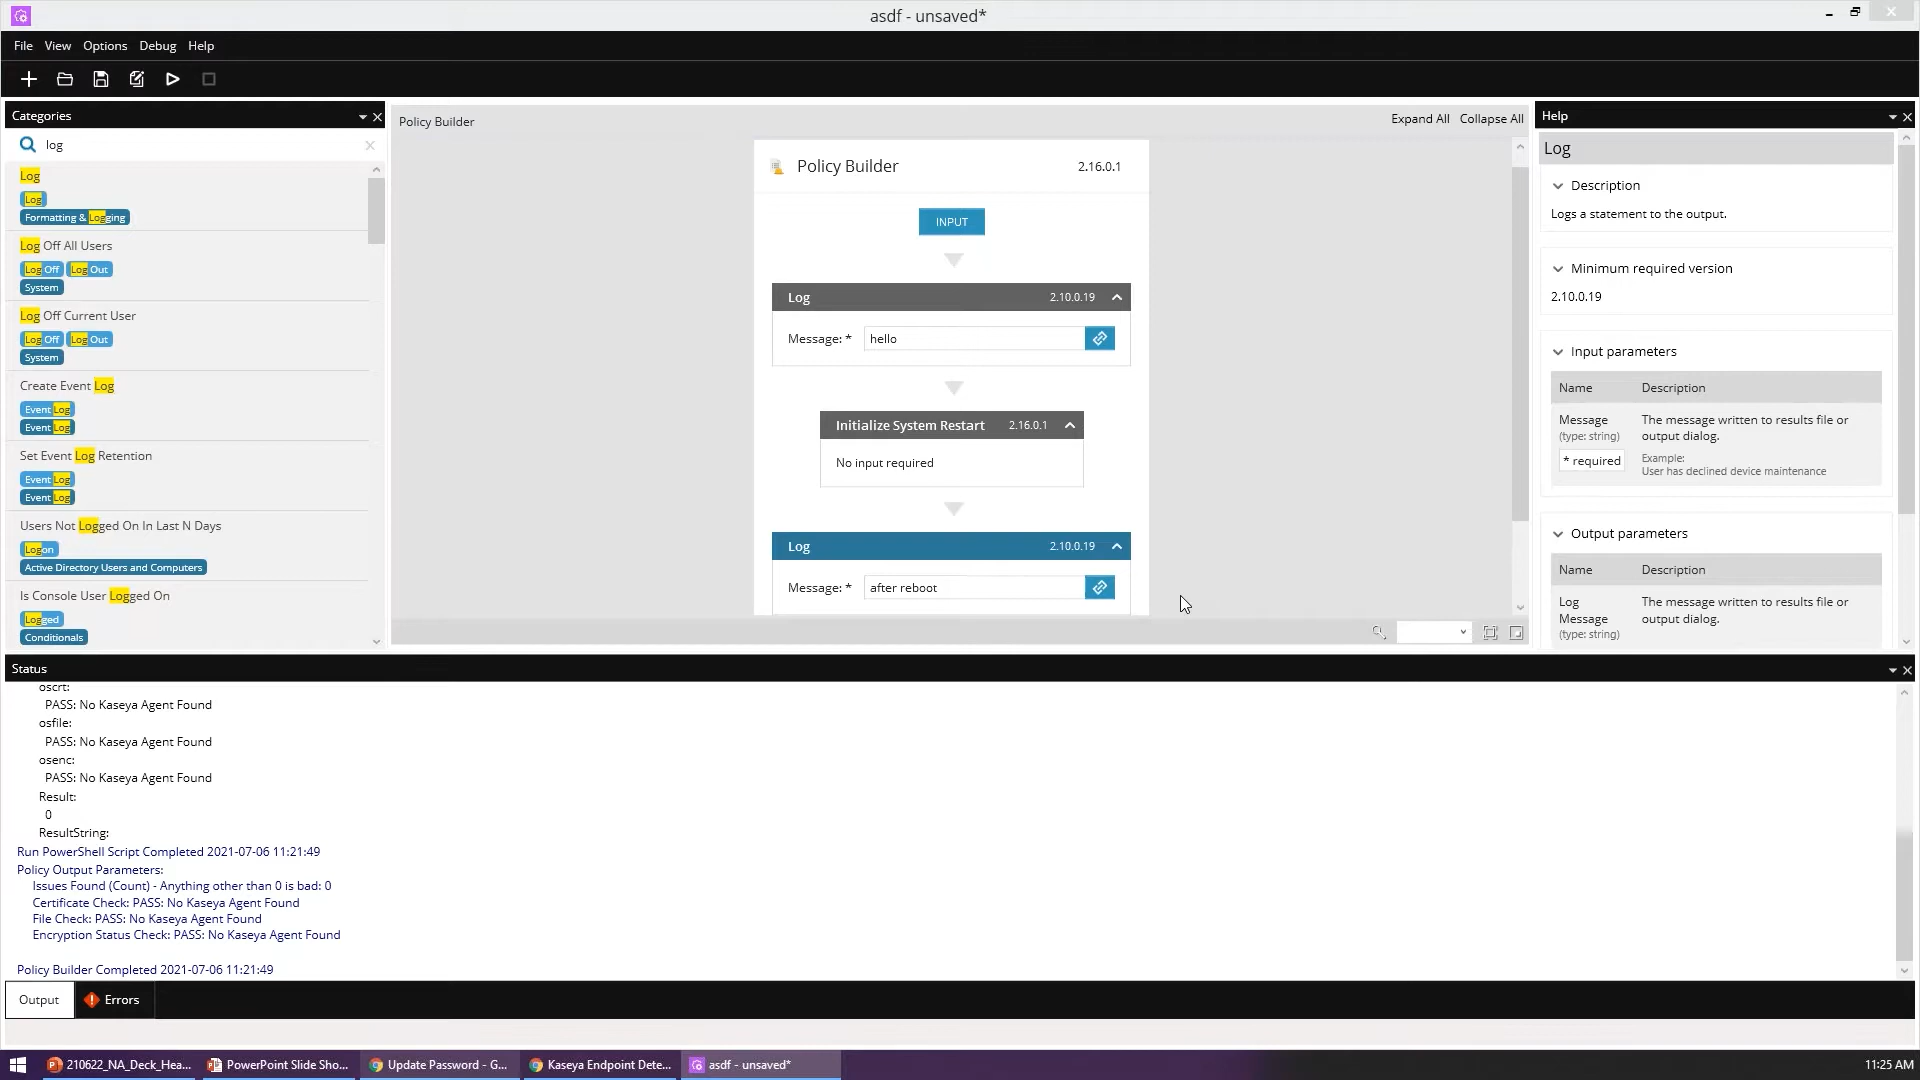 asdf - unsaved*
File View Options Debug Help
Categories
log
Log
Log
Formatting & Logging
Log Off All Users
Log Off Log Out
System
Log Off Current User
Log Off Log Out
System
Create Event Log
Event Log
Event Log
Set Event Log Retention
Event Log
Event Log
Users Not Logged On In Last N Days
Logon
Active Directory Users and Computers
Is Console User Logged On
Logged
Conditionals
Policy Builder
Expand All Collapse All
Policy Builder 2.16.0.1
INPUT
Log 2.10.0.19
Message: * hello
Initialize System Restart 2.16.0.1
No input required
Log 2.10.0.19
Message: * after reboot
Help
Log
Description
Logs a statement to the output.
Minimum required version
2.10.0.19
Input parameters
Name Description
Message The message written to results file or
(type: string) output dialog.
* required Example:
User has declined device maintenance
Output parameters
Name Description
Log The message written to results file or
Message output dialog.
(type: string)
Status
oscrt:
PASS: No Kaseya Agent Found
osfile:
PASS: No Kaseya Agent Found
osenc:
PASS: No Kaseya Agent Found
Result:
0
ResultString:
Run PowerShell Script Completed 2021-07-06 11:21:49
Policy Output Parameters:
Issues Found (Count) - Anything other than 0 is bad: 0
Certificate Check: PASS: No Kaseya Agent Found
File Check: PASS: No Kaseya Agent Found
Encryption Status Check: PASS: No Kaseya Agent Found
Policy Builder Completed 2021-07-06 11:21:49
Output Errors
210622_NA_Deck_Hea... PowerPoint Slide Sho... Update Password - G... Kaseya Endpoint Dete... asdf - unsaved* 11:25 AM